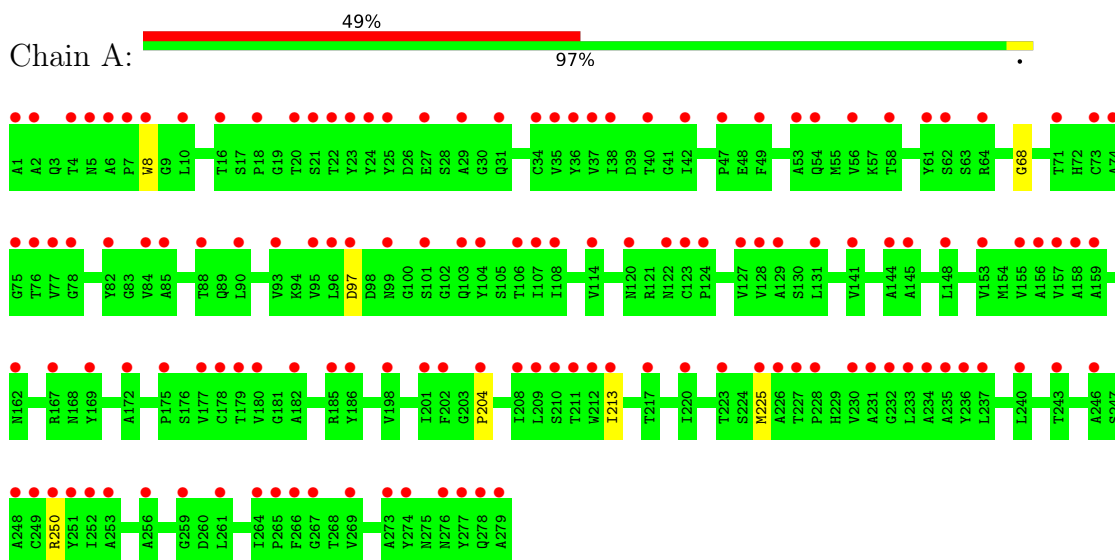 49%
Chain A:
97%
A1 A2 Q3 T4 N5 A6 P7 W8 G9 L10 T16 S17 P18 G19 T20 S21 T22 Y23 Y24 Y25 D26 E27 S28 A29 G30 Q31 C34 V35 Y36 V37 I38 D39 T40 G41 I42 P47 E48 F49 A53 Q54 M55 V56 K57 T58 Y61 S62 S63 R64 G68 T71 H72 C73 A74
G75 T76 V77 G78 Y82 G83 V84 A85 T88 Q89 L90 V93 K94 V95 L96 D97 D98 N99 G100 S101 G102 Q103 Y104 S105 T106 I107 I108 V114 N120 R121 N122 C123 P124 V127 V128 A129 S130 L131 V141 A144 A145 L148 V153 M154 V155 A156 V157 A158 A159
N162 R167 N168 Y169 A172 P175 S176 V177 C178 T179 V180 G181 A182 R185 Y186 V198 I201 F202 G203 P204 I208 L209 S210 T211 W212 I213 T217 I220 T223 S224 M225 A226 T227 P228 H229 V230 A231 G232 L233 A234 A235 Y236 L237 L240 T243 A246 S247
A248 C249 R250 Y251 I252 A253 A256 G259 D260 L261 I264 P265 F266 G267 T268 V269 A273 Y274 N275 N276 Y277 Q278 A279